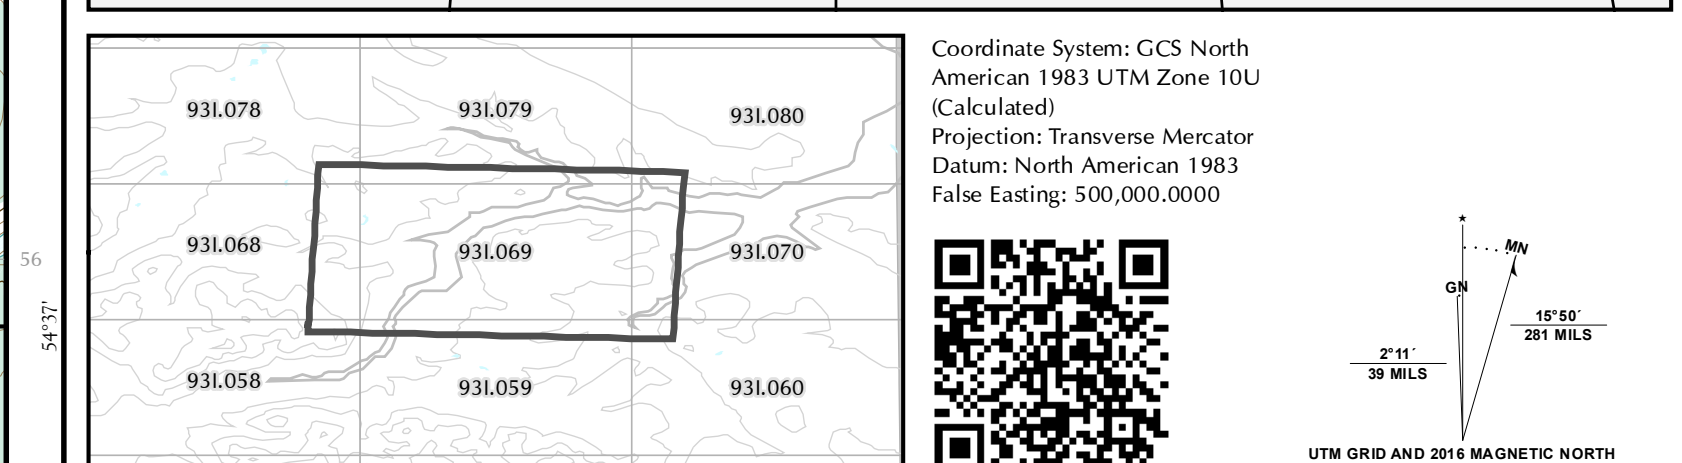 56
54°37'
93I.078
93I.079
93I.080
93I.068
93I.069
93I.070
93I.058
93I.059
93I.060
Coordinate System: GCS North
American 1983 UTM Zone 10U
(Calculated)
Projection: Transverse Mercator
Datum: North American 1983
False Easting: 500,000.0000
MN
GN
15°50´
281 MILS
2°11´
39 MILS
UTM GRID AND 2016 MAGNETIC NORTH